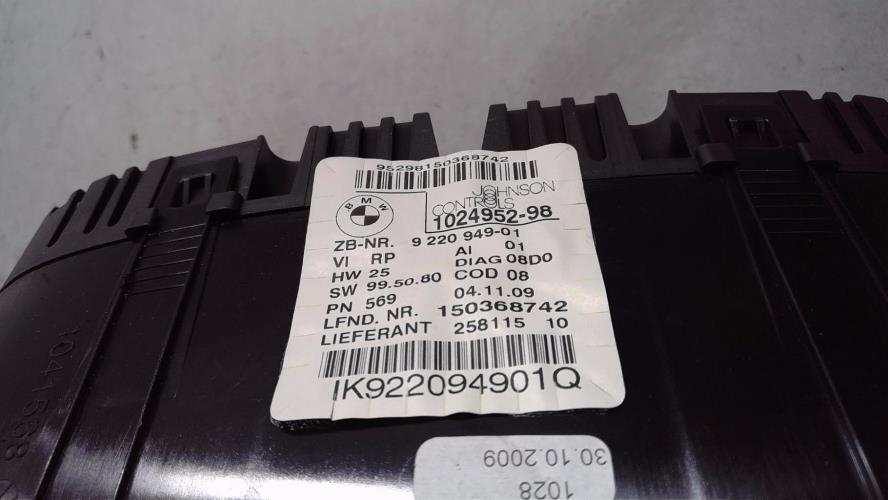 95298150368742
BMW
JOHNSON
CONTROLS
1024952-98
ZB-NR. 9 220 949-01
VI RP AI 01
HW 25 DIAG 08D0
SW 99.50.80 COD 08
PN 569 04.11.09
LFND. NR. 150368742
LIEFERANT 258115 10
IK922094901Q
1028
30.10.2009